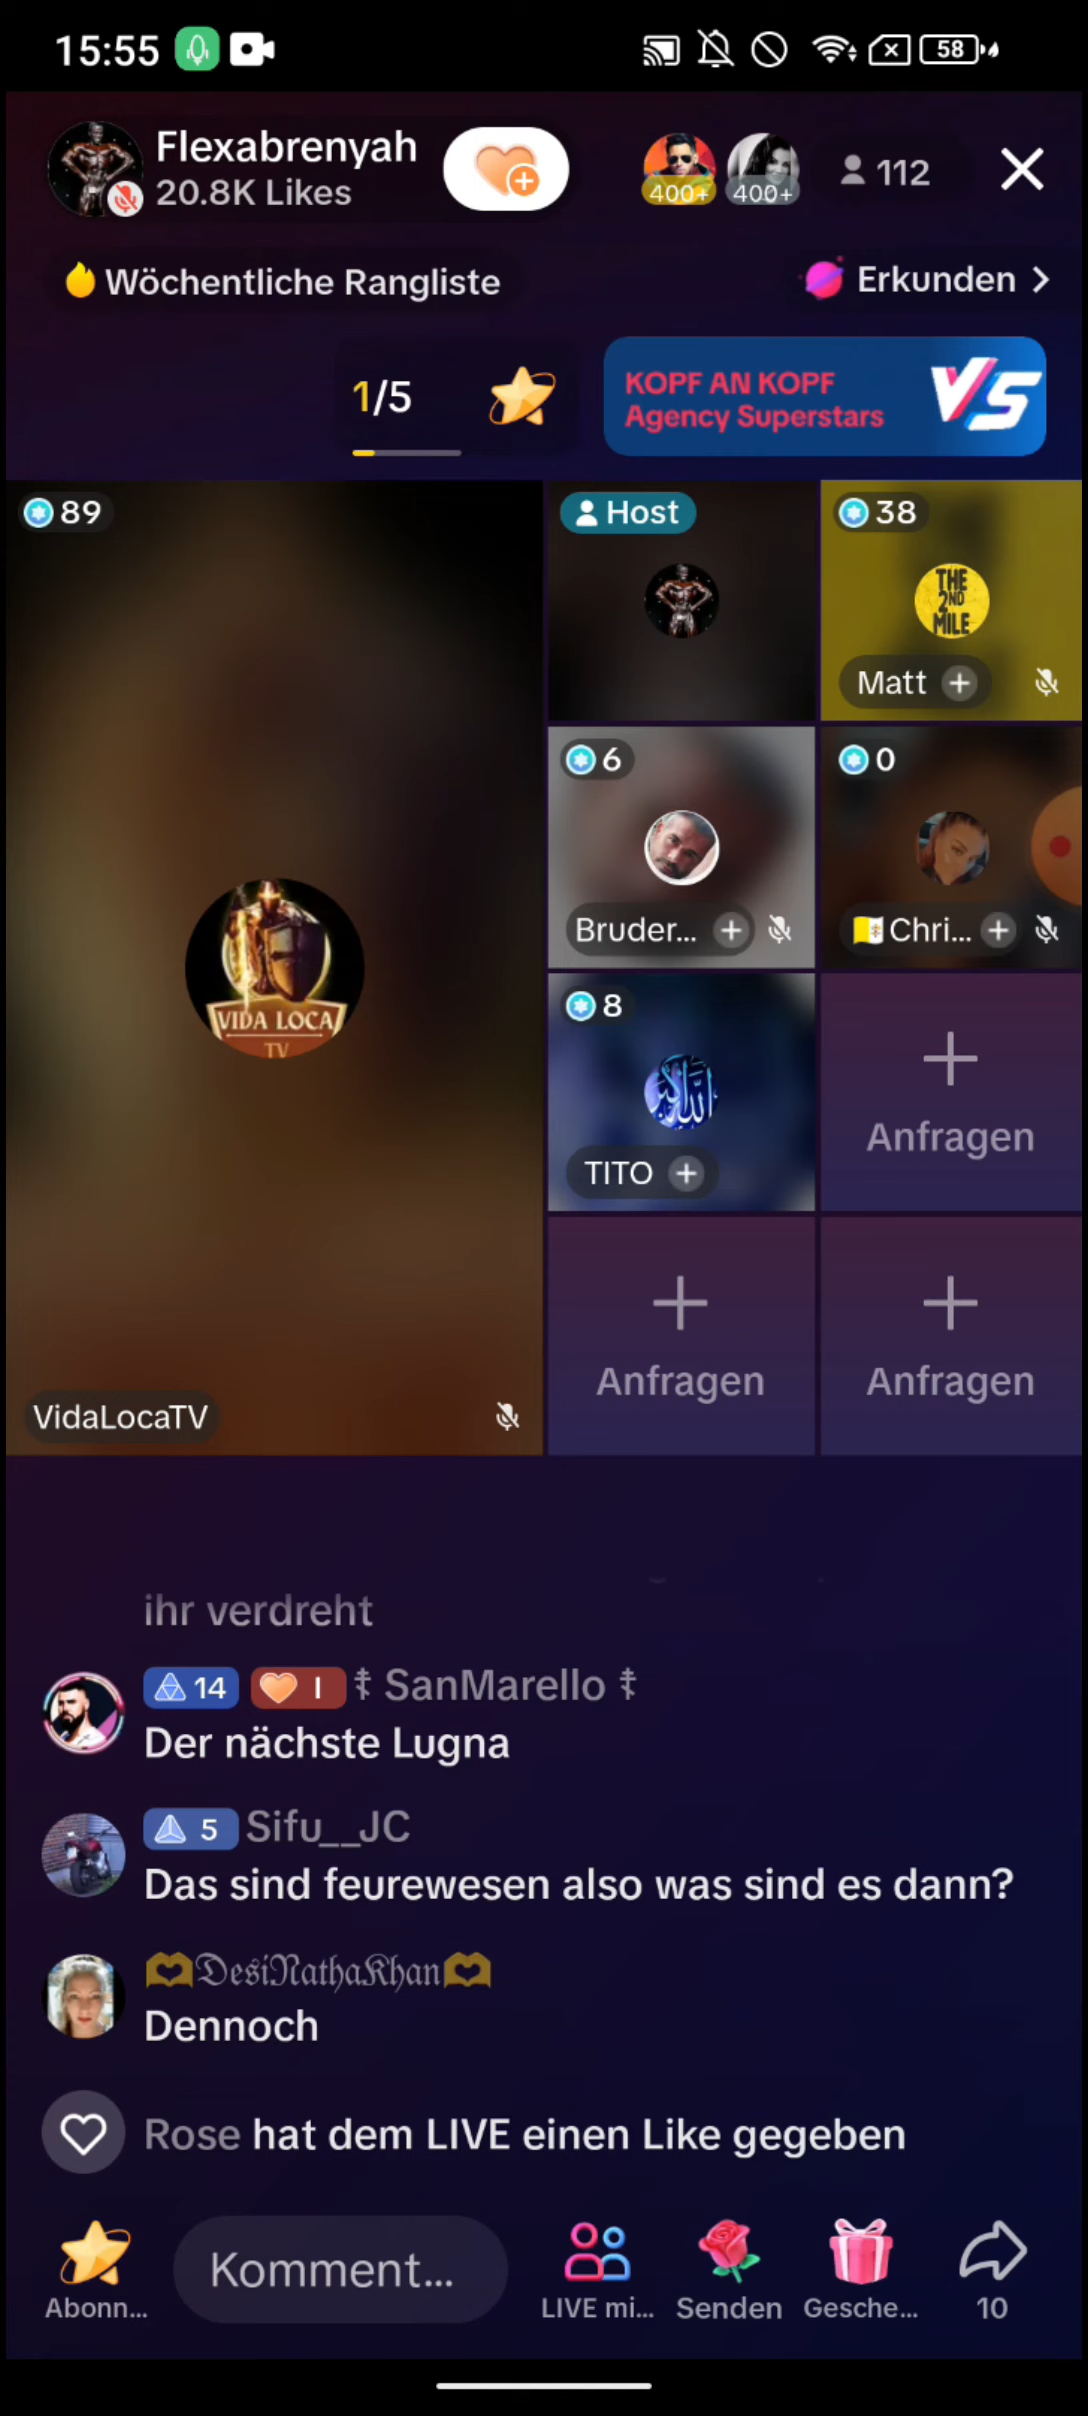 15:55
58
Flexabrenyah
20.8K Likes
400+
400+
112
Wöchentliche Rangliste
Erkunden
1/5
KOPF AN KOPF
Agency Superstars
VS
89
Host
38
THE
2ND
MILE
Matt
6
0
Bruder...
Chri...
VIDA LOCA
TV
8
الله أكبر
TITO
Anfragen
Anfragen
Anfragen
VidaLocaTV
ihr verdreht
14 I ⚕ SanMarello ⚕
Der nächste Lugna
5 Sifu__JC
Das sind feurewesen also was sind es dann?
🫶𝔇𝔢𝔰𝔦𝔑𝔞𝔱𝔥𝔞𝔎𝔥𝔞𝔫🫶
Dennoch
Rose hat dem LIVE einen Like gegeben
Komment...
Abonn...
LIVE mi...
Senden
Gesche...
10